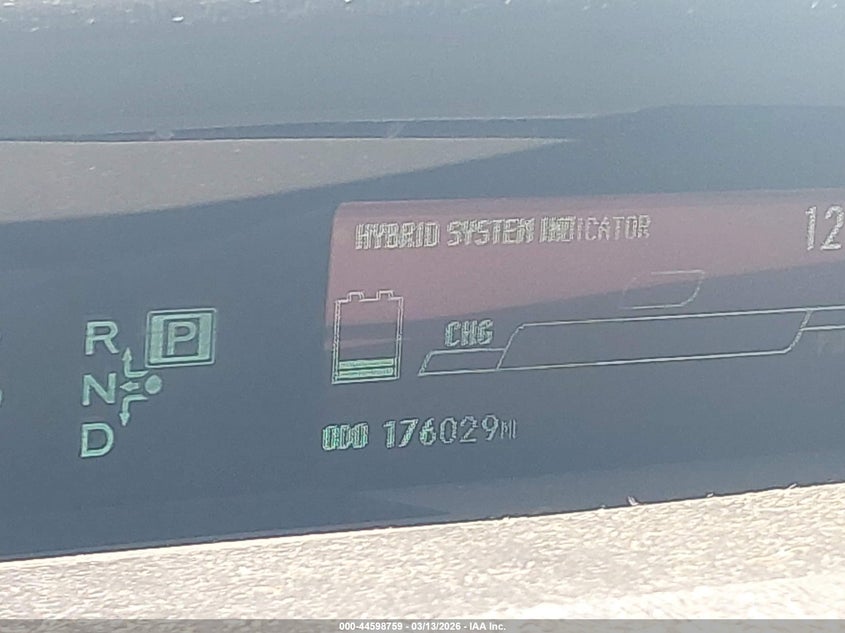 HYBRID SYSTEM INDICATOR
12
CHG
R P
N
D
ODO 176029MI
000-44598759 - 03/13/2026 - IAA Inc.